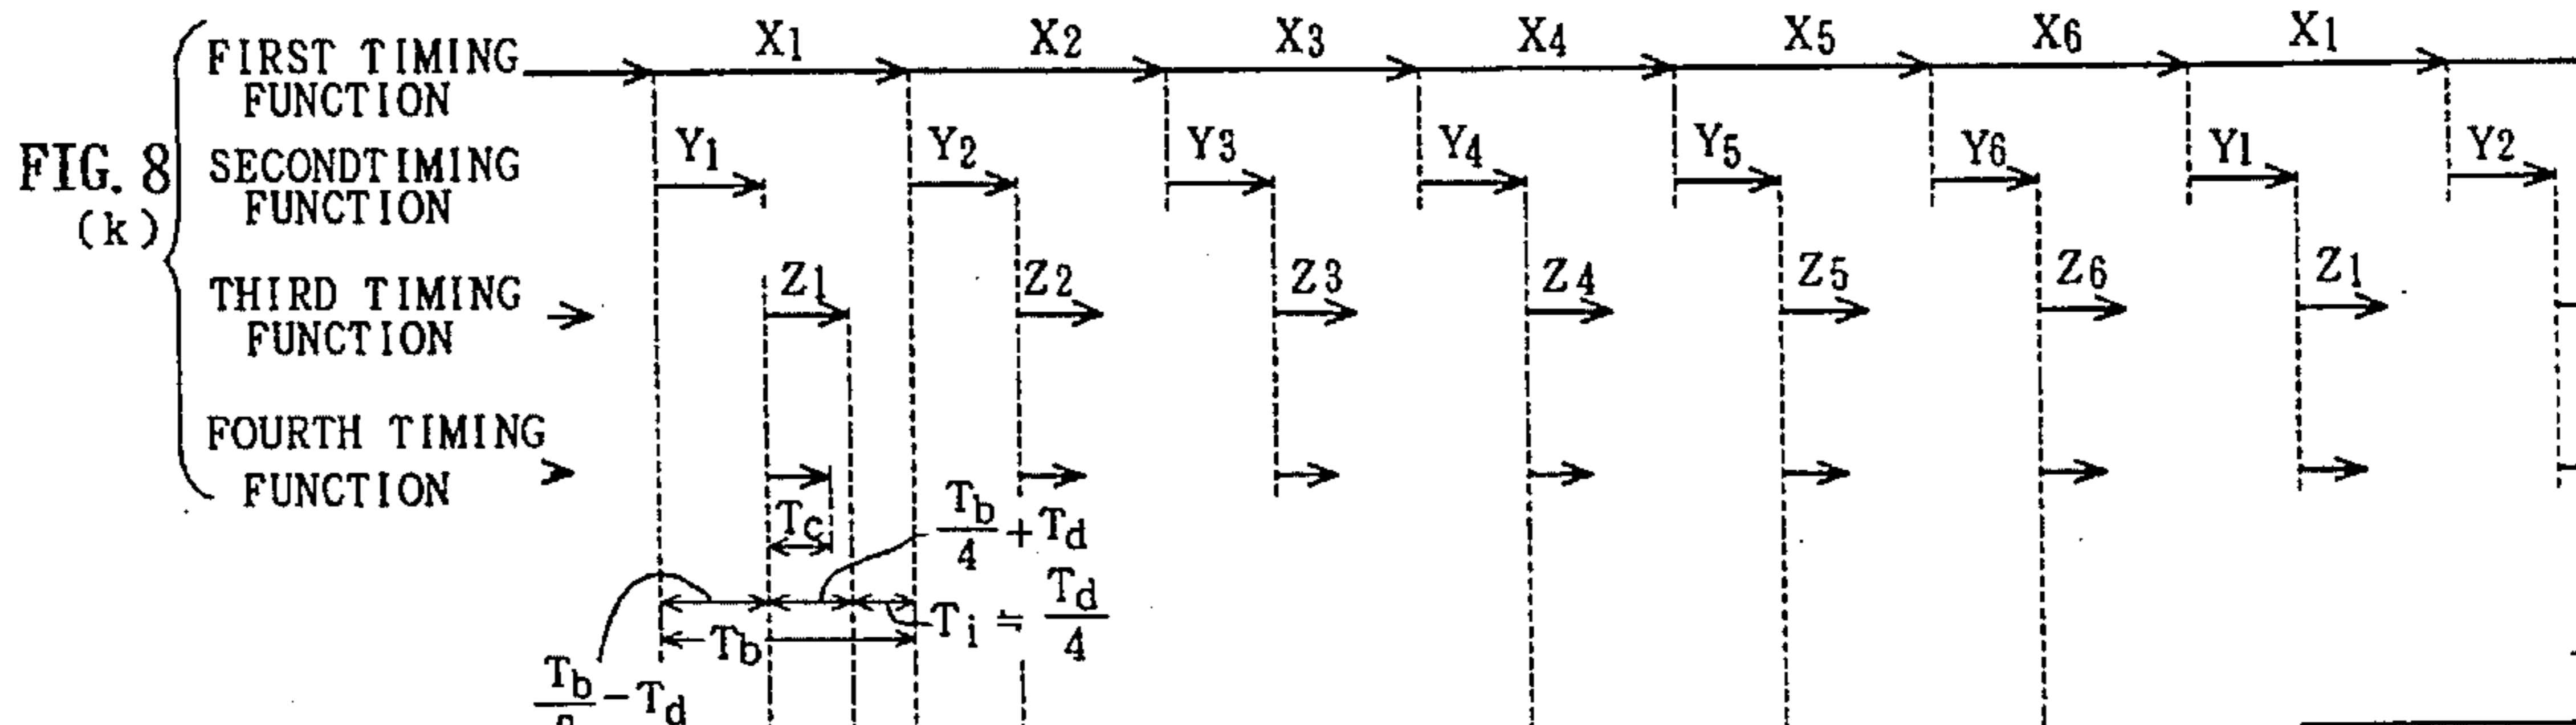 X1 X2 X3 X4 X5 X6 X1
FIRST TIMING
FUNCTION
FIG. 8
(k)
Y1 Y2 Y3 Y4 Y5 Y6 Y1 Y2
SECONDTIMING
FUNCTION
Z1 Z2 Z3 Z4 Z5 Z6 Z1
THIRD TIMING
FUNCTION
FOURTH TIMING
FUNCTION
Tc
Tb/4 + Td
Ti ≒ Td/4
Tb
Tb/ - Td